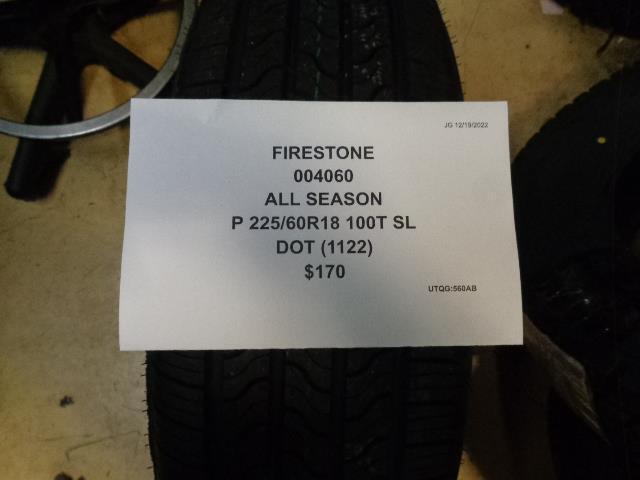 JG 12/19/2022
FIRESTONE
004060
ALL SEASON
P 225/60R18 100T SL
DOT (1122)
$170
UTQG:560AB